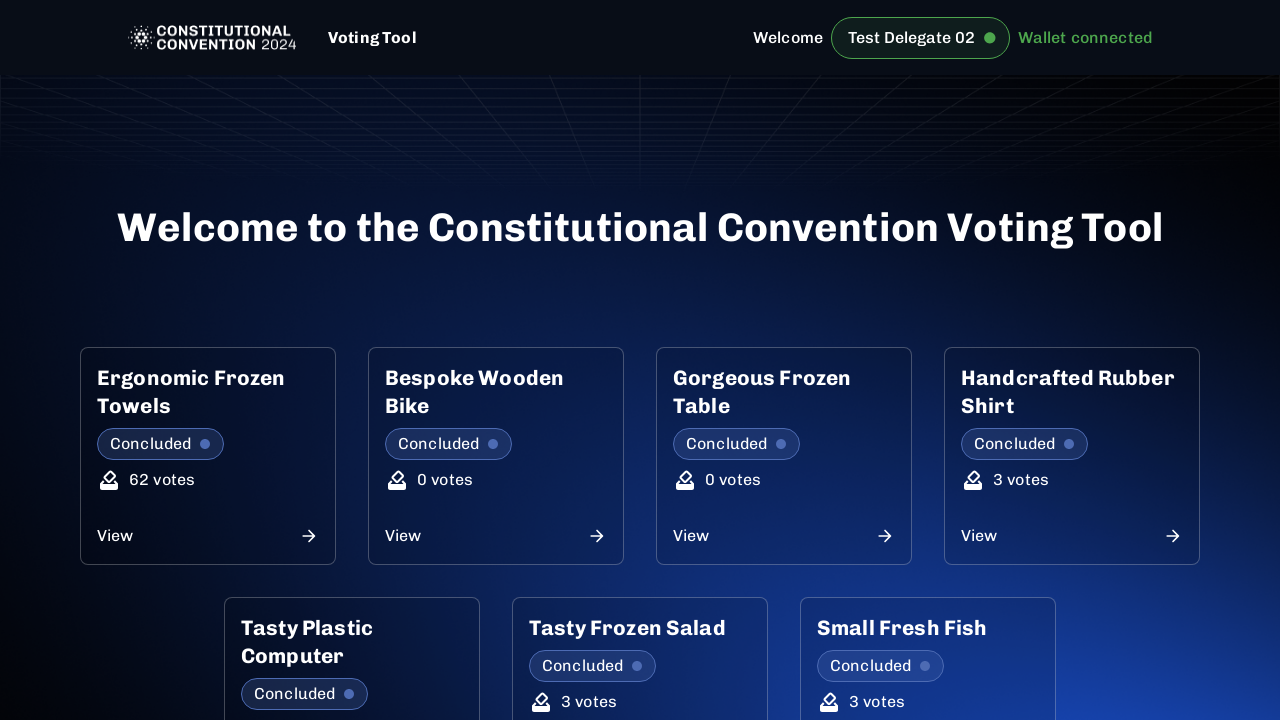 CONSTITUTIONAL
CONVENTION 2024
Voting Tool
Welcome
Test Delegate 02
Wallet connected
Welcome to the Constitutional Convention Voting Tool
Ergonomic Frozen
Towels
Concluded
62 votes
View
Bespoke Wooden
Bike
Concluded
0 votes
View
Gorgeous Frozen
Table
Concluded
0 votes
View
Handcrafted Rubber
Shirt
Concluded
3 votes
View
Tasty Plastic
Computer
Concluded
Tasty Frozen Salad
Concluded
3 votes
Small Fresh Fish
Concluded
3 votes